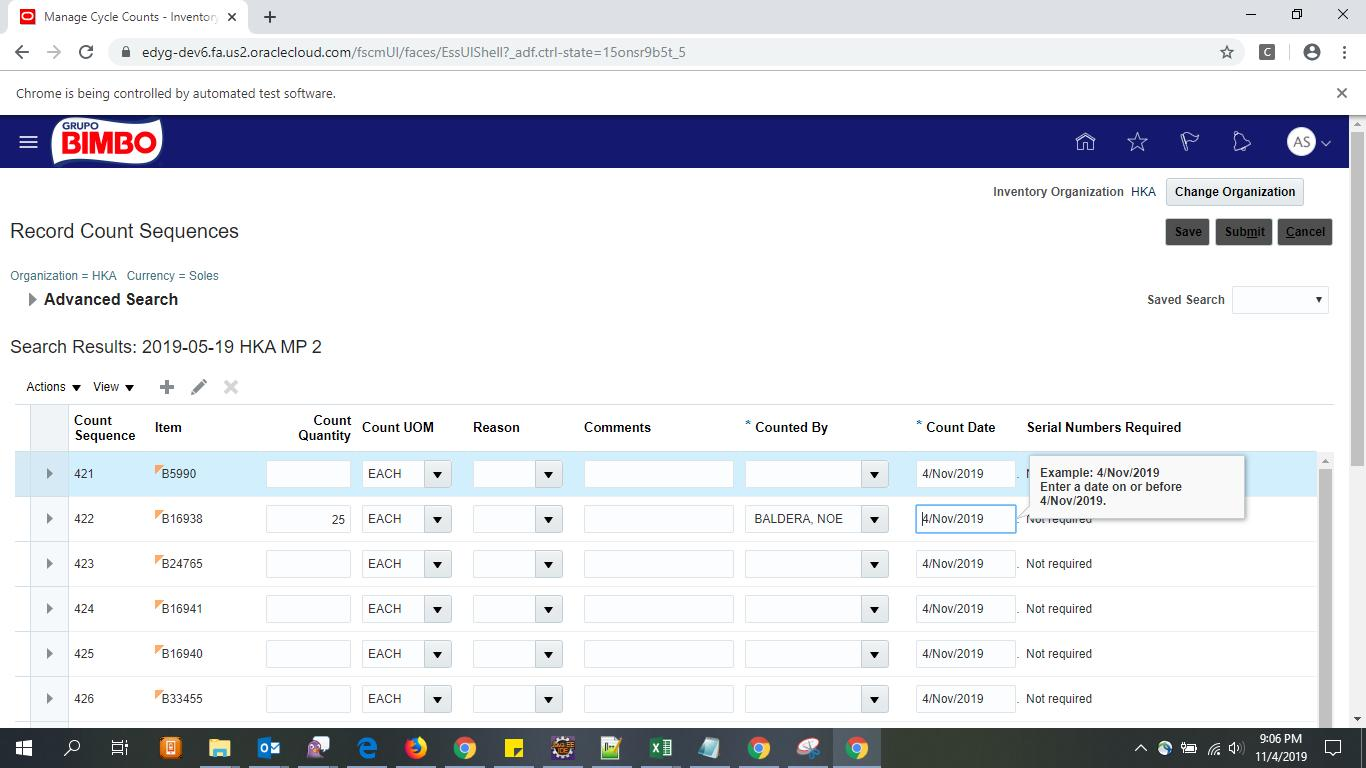 Manage Cycle Counts - Inventory
edyg-dev6.fa.us2.oraclecloud.com/fscmUI/faces/EssUIShell?_adf.ctrl-state=15onsr9b5t_5
C
Chrome is being controlled by automated test software.
GRUPO
BIMBO
AS
Inventory Organization HKA Change Organization
Record Count Sequences
Save Submit Cancel
Organization = HKA Currency = Soles
Advanced Search
Saved Search
Search Results: 2019-05-19 HKA MP 2
Actions View
Count Sequence Item Count Quantity Count UOM Reason Comments * Counted By * Count Date Serial Numbers Required
421 B5990 EACH 4/Nov/2019 .
Example: 4/Nov/2019
Enter a date on or before
4/Nov/2019.
422 B16938 25 EACH BALDERA, NOE 4/Nov/2019 . Not required
423 B24765 EACH 4/Nov/2019 . Not required
424 B16941 EACH 4/Nov/2019 . Not required
425 B16940 EACH 4/Nov/2019 . Not required
426 B33455 EACH 4/Nov/2019 . Not required
9:06 PM
11/4/2019